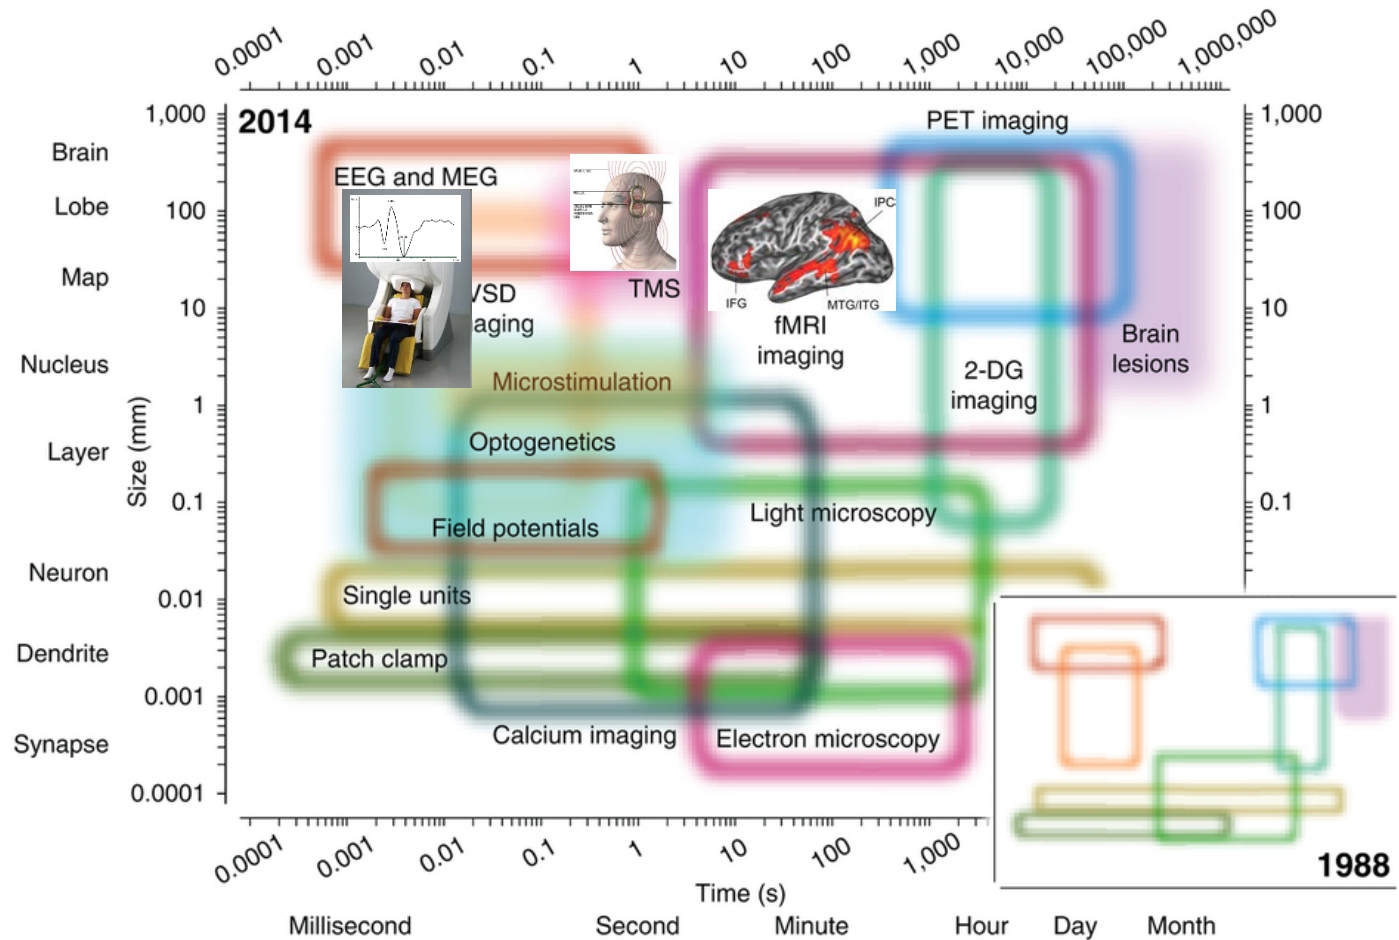 0.0001 0.001 0.01 0.1 1 10 100 1,000 10,000 100,000 1,000,000
2014
1,000
100
10
1
0.1
0.01
0.001
0.0001
Size (mm)
Brain
Lobe
Map
Nucleus
Layer
Neuron
Dendrite
Synapse
PET imaging
EEG and MEG
TMS
VSD
aging
IPC
IFG
MTG/ITG
fMRI
imaging
Brain
lesions
2-DG
imaging
Microstimulation
Optogenetics
Light microscopy
Field potentials
Single units
Patch clamp
Calcium imaging
Electron microscopy
1,000
100
10
1
0.1
1988
0.0001 0.001 0.01 0.1 1 10 100 1,000
Time (s)
Millisecond Second Minute Hour Day Month